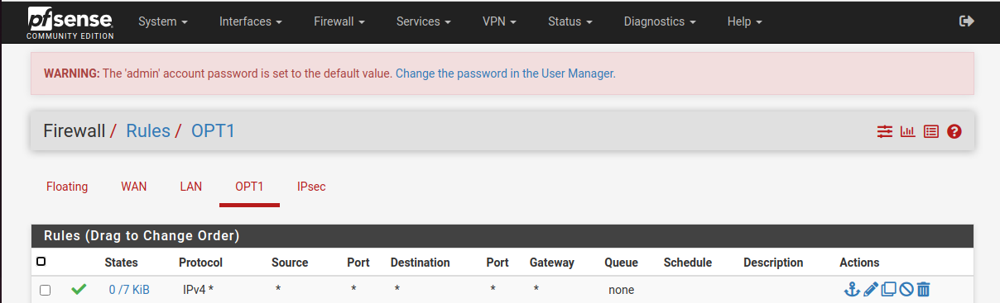 pfsense System Interfaces Firewall Services VPN Status Diagnostics Help
COMMUNITY EDITION
WARNING: The 'admin' account password is set to the default value. Change the password in the User Manager.
Firewall / Rules / OPT1
Floating WAN LAN OPT1 IPsec
Rules (Drag to Change Order)
States Protocol Source Port Destination Port Gateway Queue Schedule Description Actions
0 /7 KiB IPv4 * * * * * * none